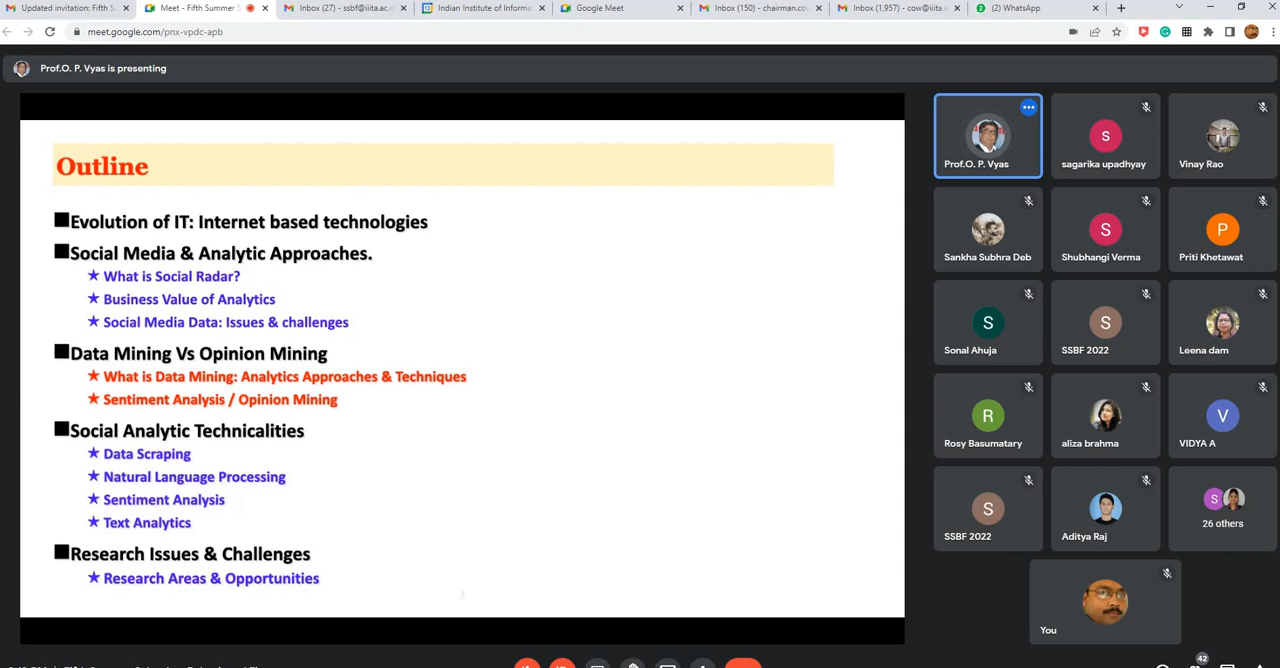 Updated invitation: Fifth S
Meet - Fifth Summer S
Inbox (27) - ssbf@iiita.ac.in
Indian Institute of Informa
Google Meet
Inbox (150) - chairman.cow
Inbox (1,957) - cow@iiita.a
(2) WhatsApp
meet.google.com/pnx-vpdc-apb
Prof.O. P. Vyas is presenting
Outline
Evolution of IT: Internet based technologies
Social Media & Analytic Approaches.
What is Social Radar?
Business Value of Analytics
Social Media Data: Issues & challenges
Data Mining Vs Opinion Mining
What is Data Mining: Analytics Approaches & Techniques
Sentiment Analysis / Opinion Mining
Social Analytic Technicalities
Data Scraping
Natural Language Processing
Sentiment Analysis
Text Analytics
Research Issues & Challenges
Research Areas & Opportunities
3
Prof.O. P. Vyas
S
sagarika upadhyay
Vinay Rao
Sankha Subhra Deb
S
Shubhangi Verma
P
Priti Khetawat
S
Sonal Ahuja
S
SSBF 2022
Leena dam
R
Rosy Basumatary
aliza brahma
V
VIDYA A
S
SSBF 2022
Aditya Raj
S
26 others
You
42